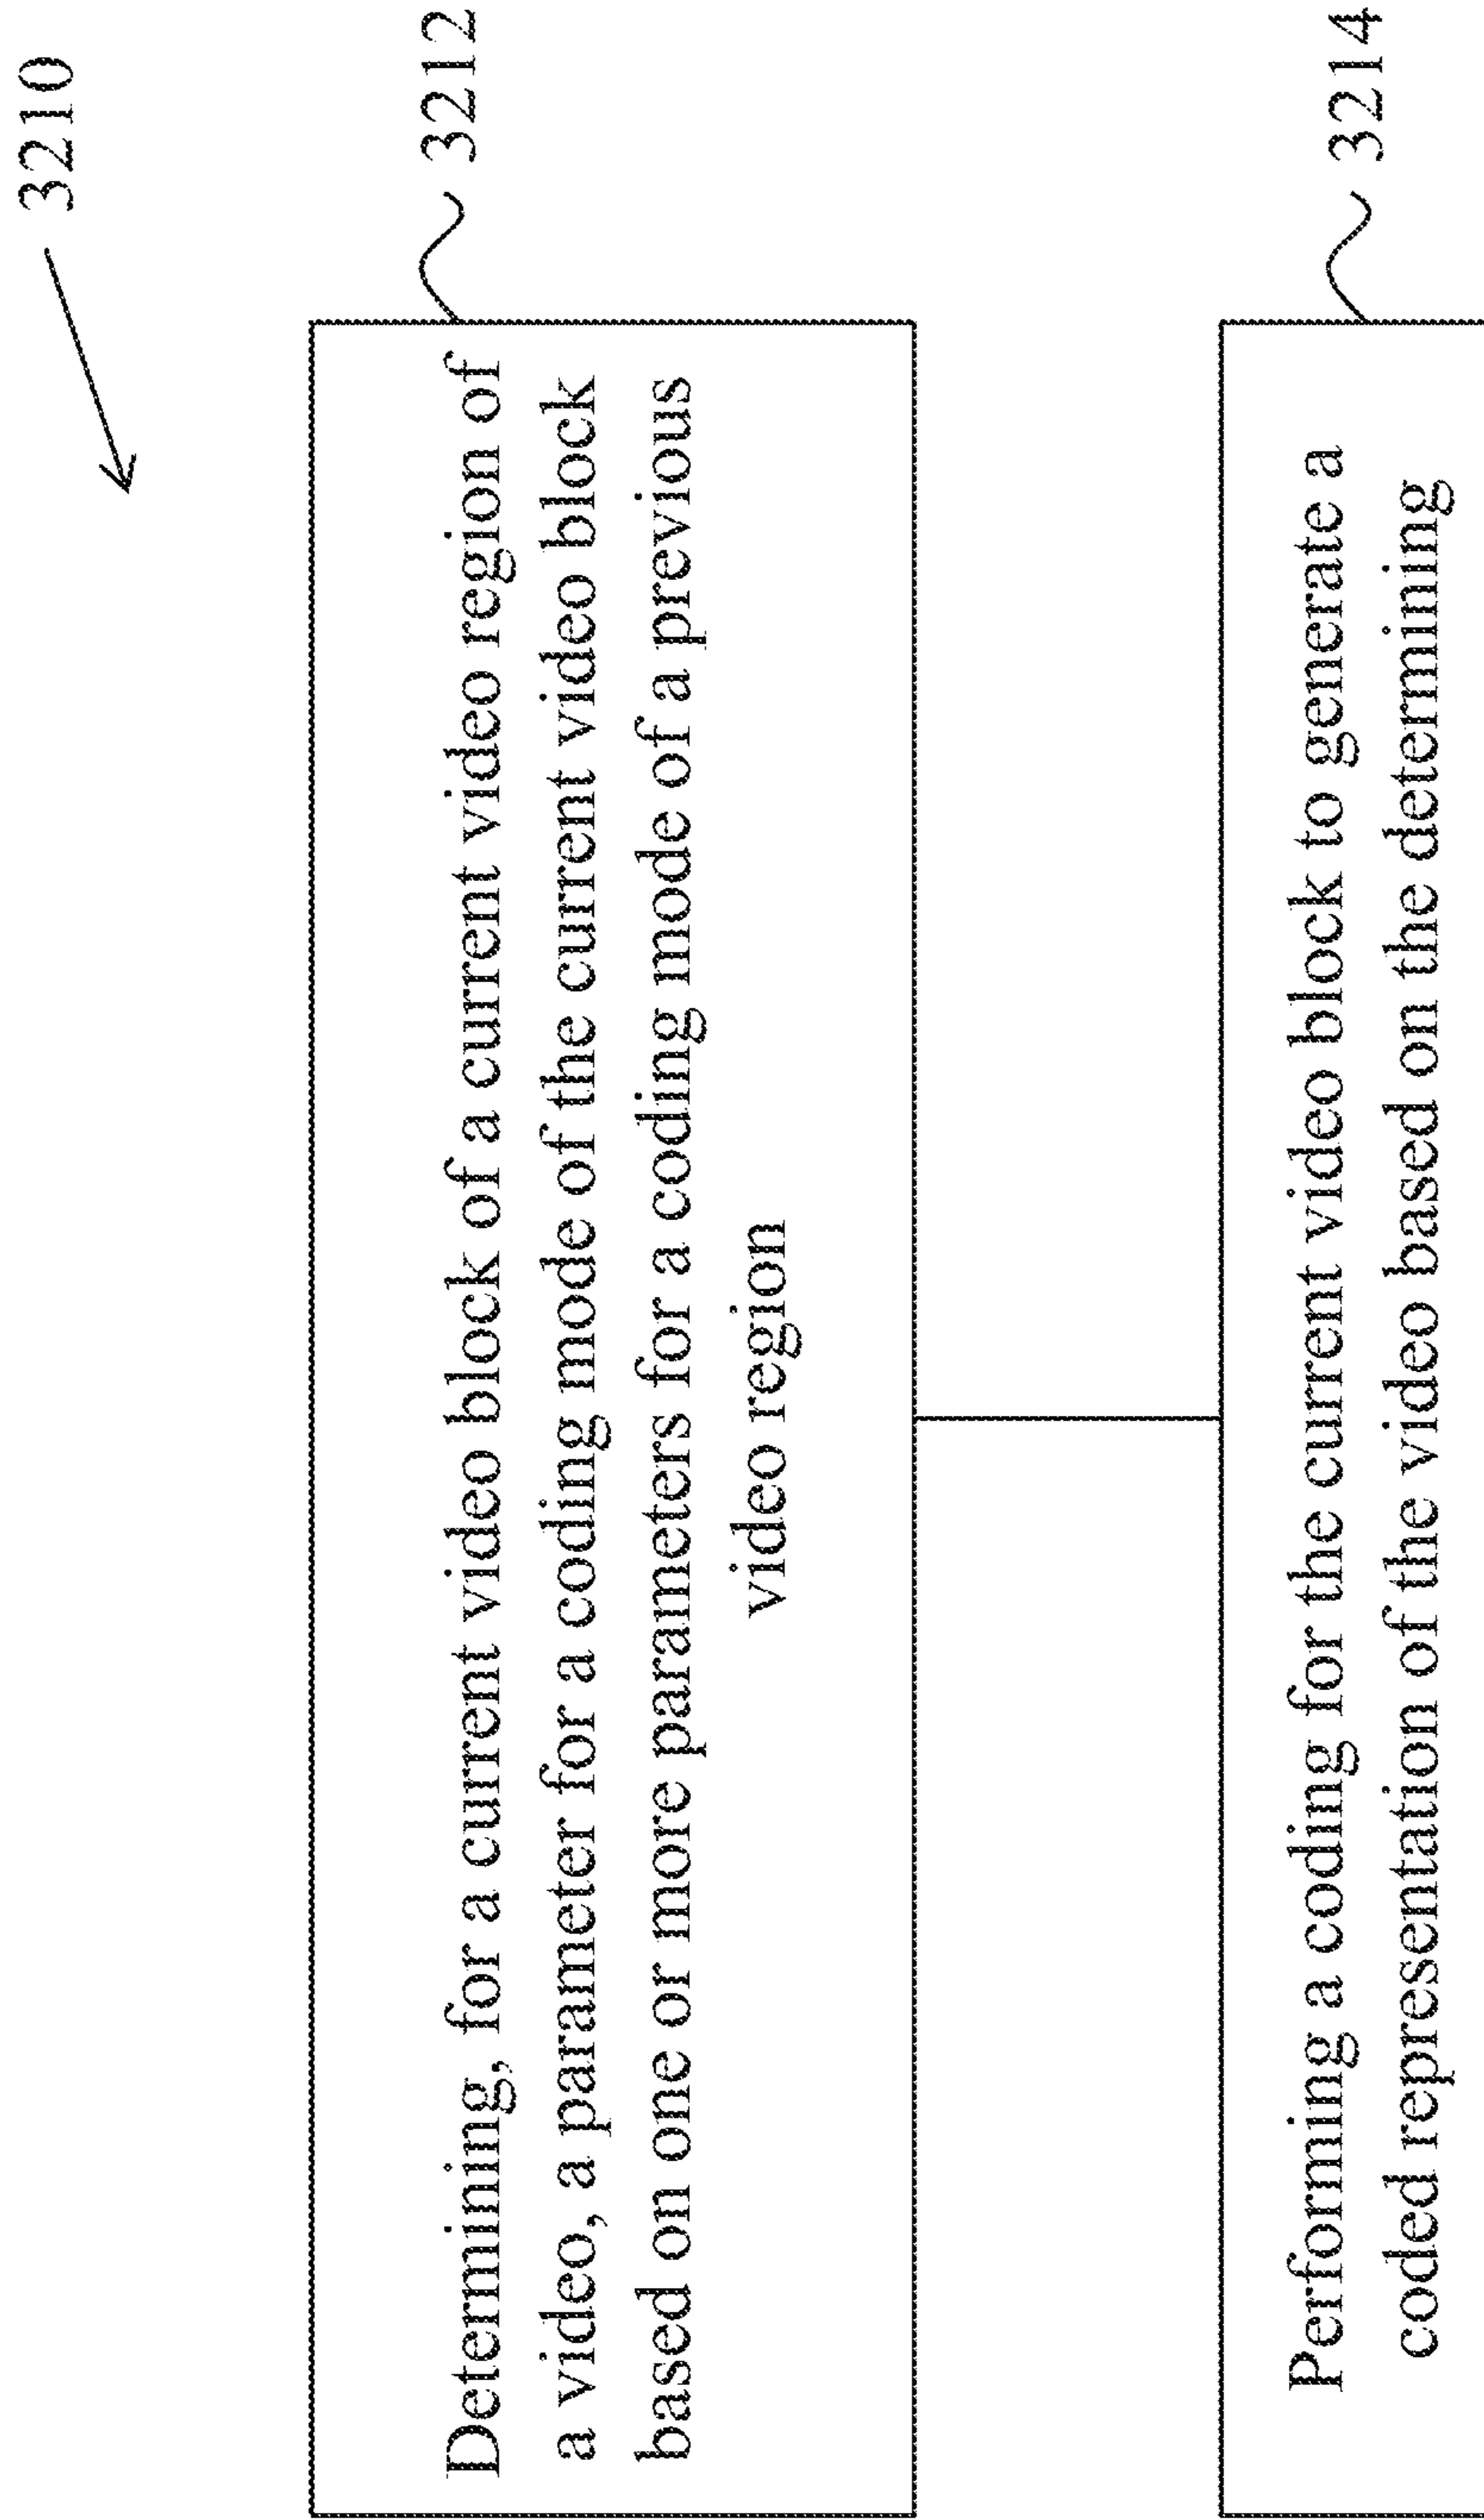 3210
Determining, for a current video block of a current video region of
a video, a parameter for a coding mode of the current video block
based on one or more parameters for a coding mode of a previous
video region
3212
Performing a coding for the current video block to generate a
coded representation of the video based on the determining
3214